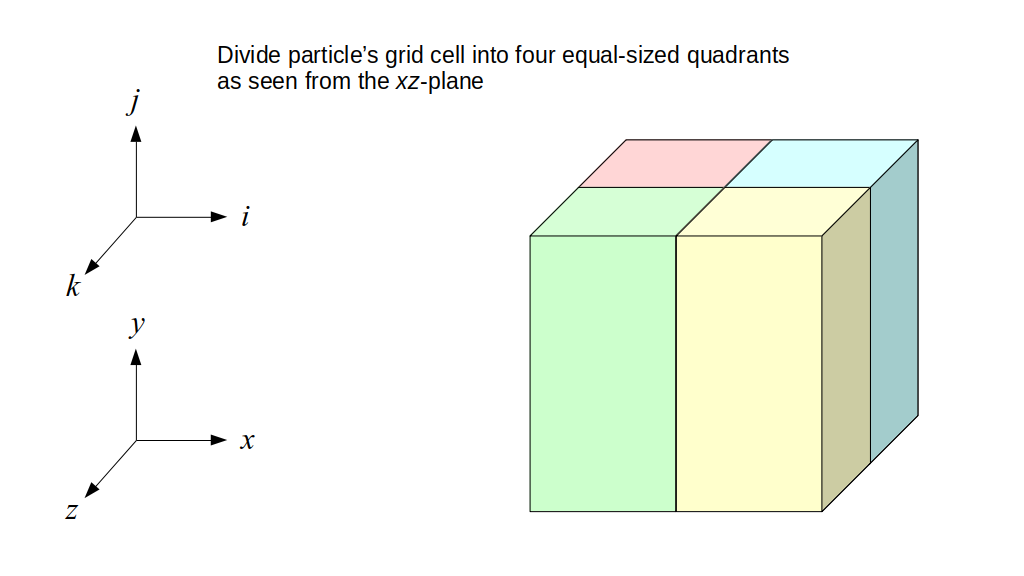 Divide particle’s grid cell into four equal-sized quadrants
as seen from the xz-plane
j
i
k
y
x
z